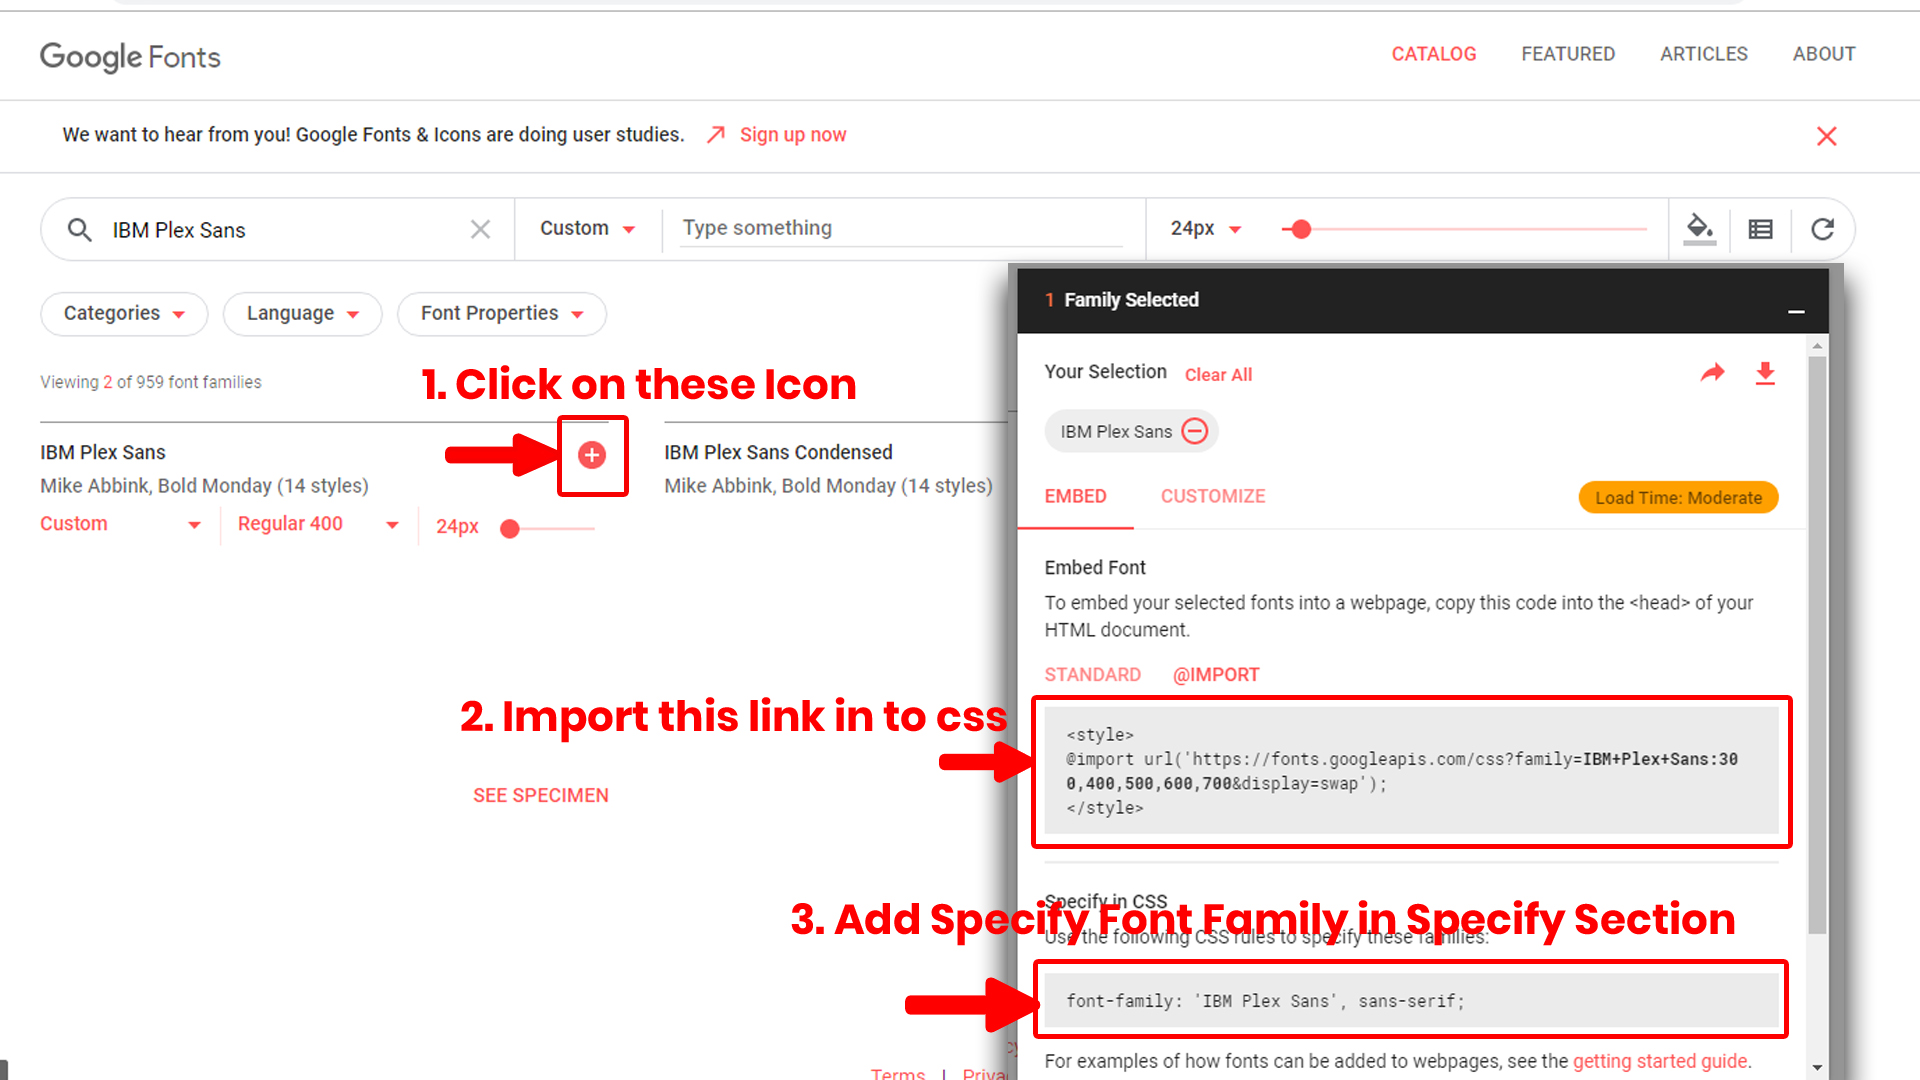 Google Fonts
CATALOG
FEATURED
ARTICLES
ABOUT
We want to hear from you! Google Fonts & Icons are doing user studies.
Sign up now
IBM Plex Sans
Custom
Type something
24px
Categories
Language
Font Properties
Viewing 2 of 959 font families
1. Click on these Icon
IBM Plex Sans
Mike Abbink, Bold Monday (14 styles)
Custom
Regular 400
24px
IBM Plex Sans Condensed
Mike Abbink, Bold Monday (14 styles)
SEE SPECIMEN
1 Family Selected
Your Selection
Clear All
IBM Plex Sans
EMBED
CUSTOMIZE
Load Time: Moderate
Embed Font
To embed your selected fonts into a webpage, copy this code into the <head> of your
HTML document.
STANDARD
@IMPORT
2. Import this link in to css
<style>
@import url('https://fonts.googleapis.com/css?family=IBM+Plex+Sans:30
0,400,500,600,700&display=swap');
</style>
Specify in CSS
3. Add Specify Font Family in Specify Section
Use the following CSS rules to specify these families:
font-family: 'IBM Plex Sans', sans-serif;
For examples of how fonts can be added to webpages, see the getting started guide.
Terms